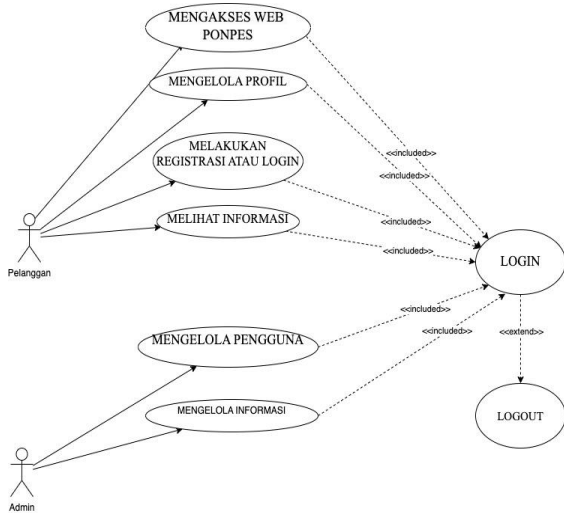 MENGAKSES WEB
PONPES
MENGELOLA PROFIL
MELAKUKAN
REGISTRASI ATAU LOGIN
MELIHAT INFORMASI
Pelanggan
<<included>>
<<included>>
<<included>>
<<included>>
LOGIN
MENGELOLA PENGGUNA
<<included>>
<<included>>
<<extend>>
MENGELOLA INFORMASI
LOGOUT
Admin